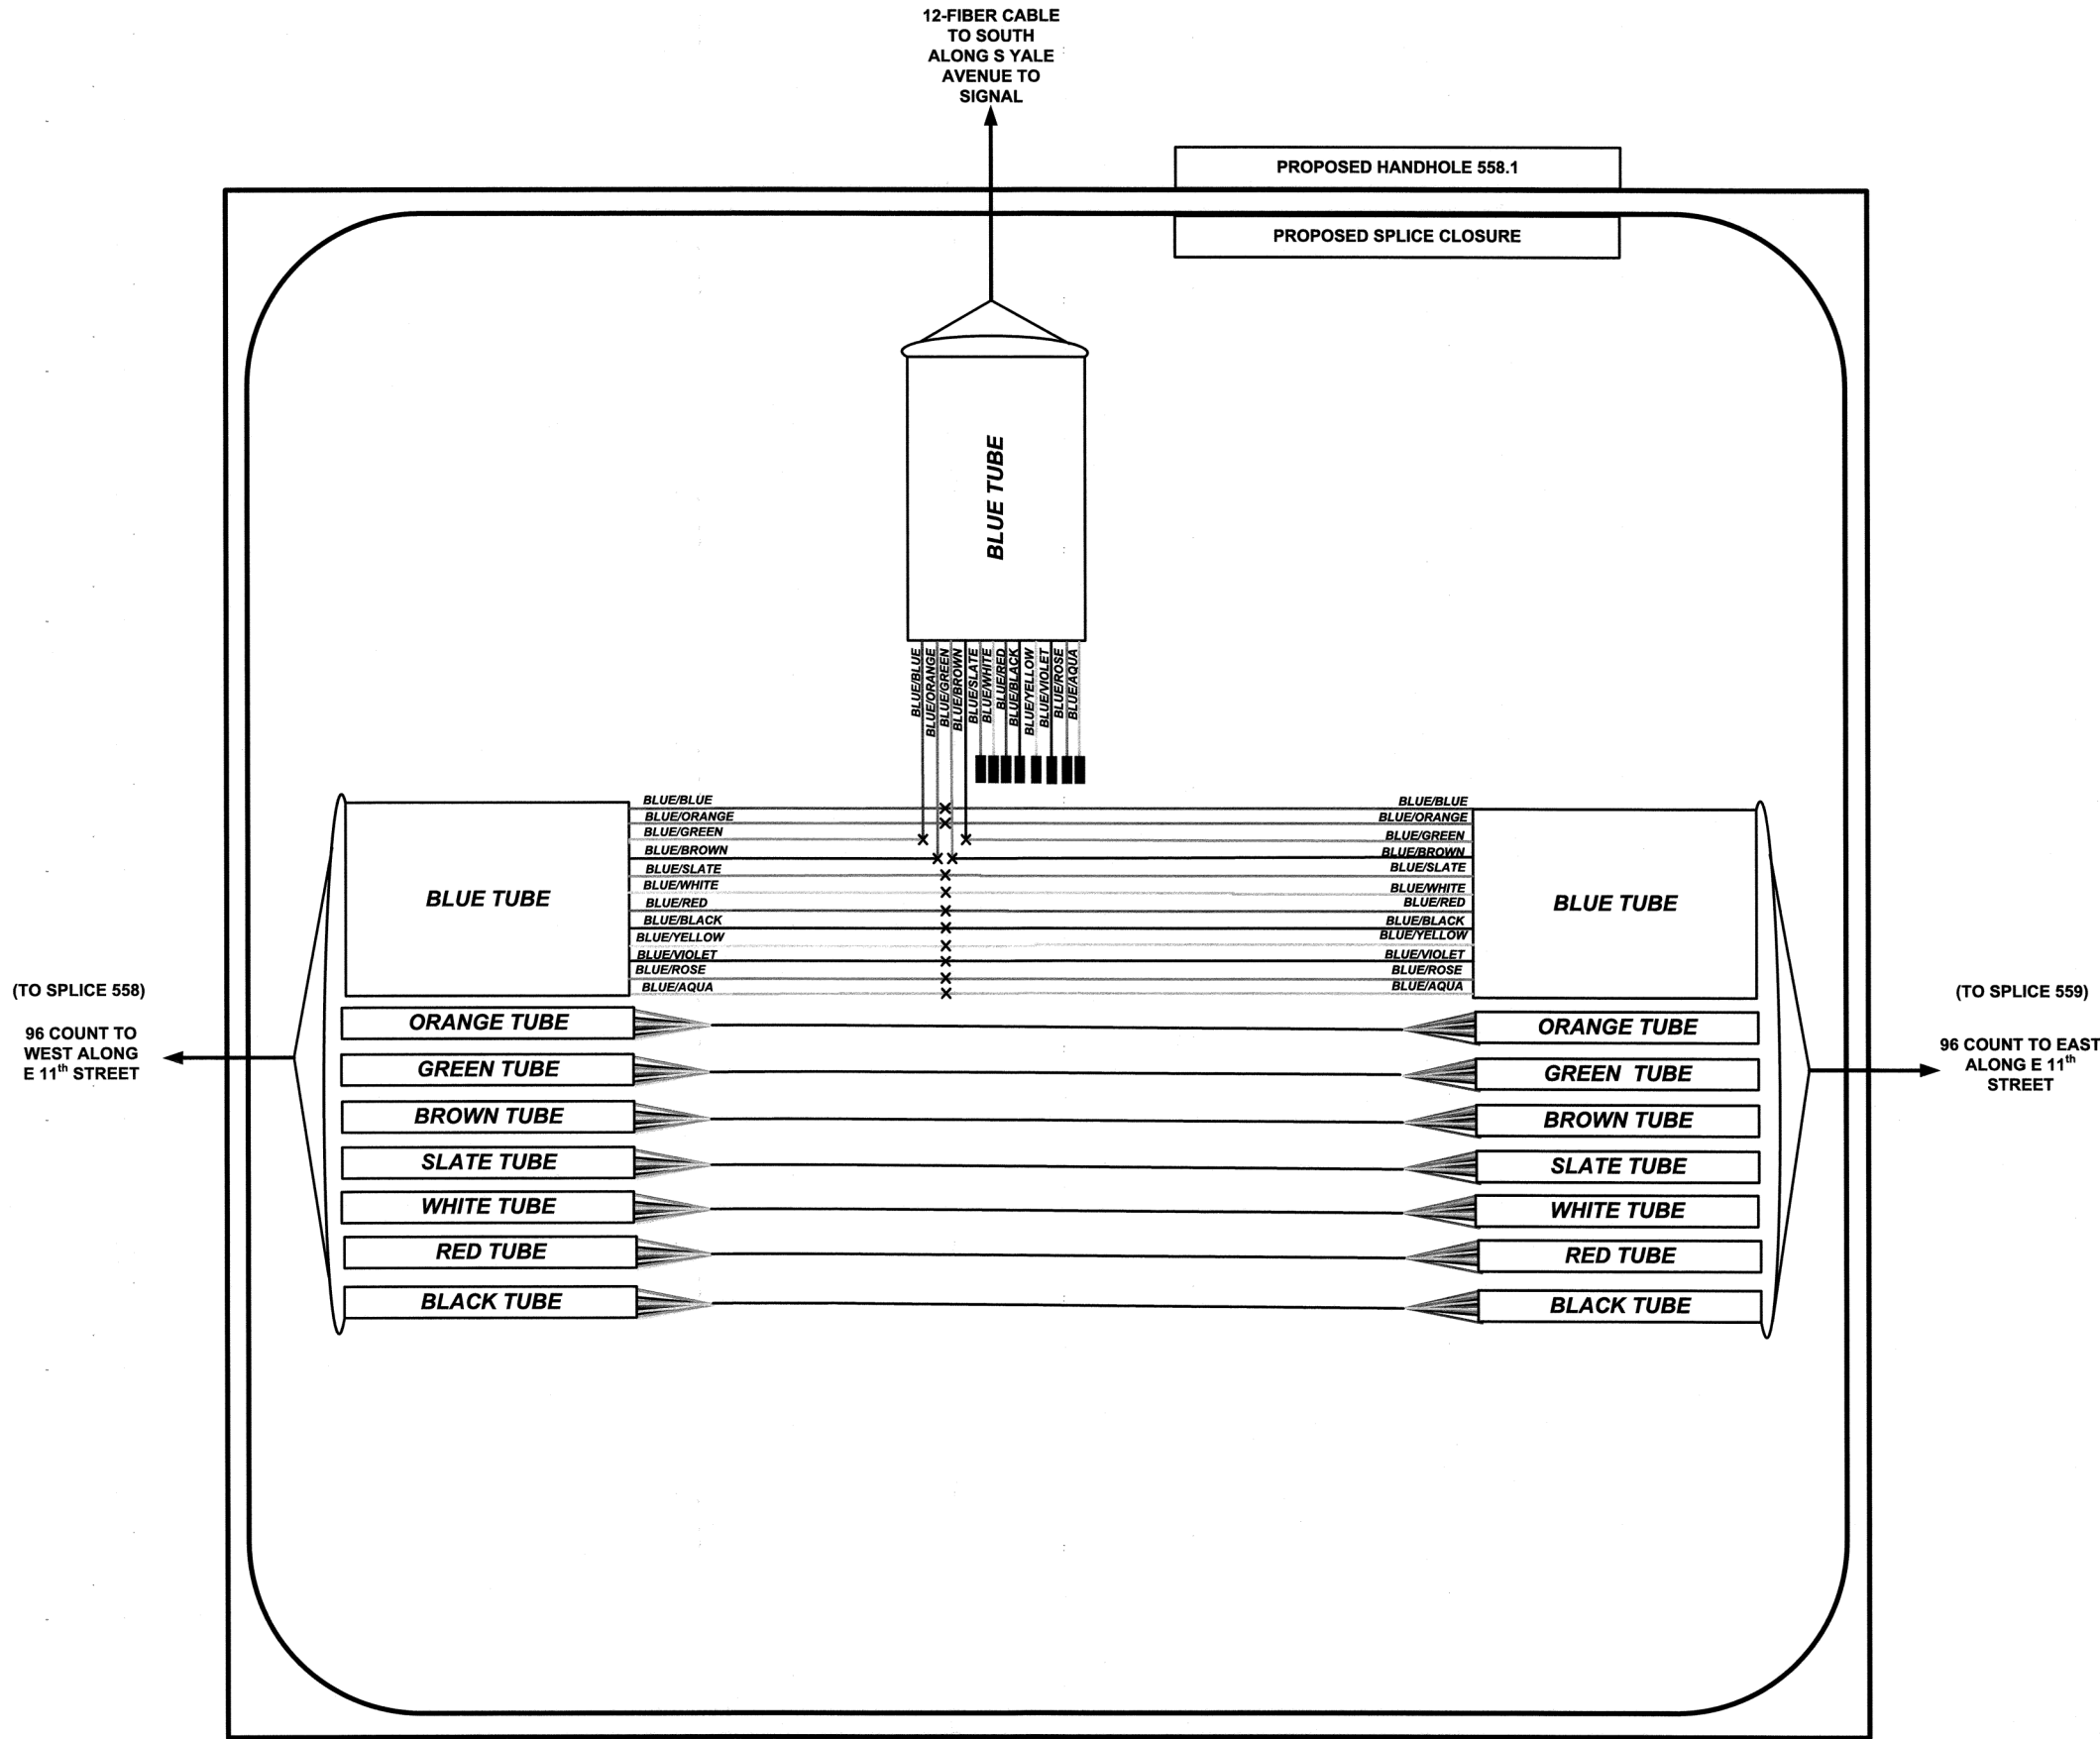 12-FIBER CABLE
TO SOUTH
ALONG S YALE
AVENUE TO
SIGNAL
PROPOSED HANDHOLE 558.1
PROPOSED SPLICE CLOSURE
BLUE TUBE
BLUE/BLUE
BLUE/ORANGE
BLUE/GREEN
BLUE/BROWN
BLUE/SLATE
BLUE/WHITE
BLUE/RED
BLUE/BLACK
BLUE/YELLOW
BLUE/VIOLET
BLUE/ROSE
BLUE/AQUA
BLUE/BLUE
BLUE/ORANGE
BLUE/GREEN
BLUE/BROWN
BLUE/SLATE
BLUE/WHITE
BLUE/RED
BLUE/BLACK
BLUE/YELLOW
BLUE/VIOLET
BLUE/ROSE
BLUE/AQUA
BLUE/BLUE
BLUE/ORANGE
BLUE/GREEN
BLUE/BROWN
BLUE/SLATE
BLUE/WHITE
BLUE/RED
BLUE/BLACK
BLUE/YELLOW
BLUE/VIOLET
BLUE/ROSE
BLUE/AQUA
BLUE TUBE
BLUE TUBE
(TO SPLICE 558)
96 COUNT TO
WEST ALONG
E 11th STREET
(TO SPLICE 559)
96 COUNT TO EAST
ALONG E 11th
STREET
ORANGE TUBE
ORANGE TUBE
GREEN TUBE
GREEN TUBE
BROWN TUBE
BROWN TUBE
SLATE TUBE
SLATE TUBE
WHITE TUBE
WHITE TUBE
RED TUBE
RED TUBE
BLACK TUBE
BLACK TUBE